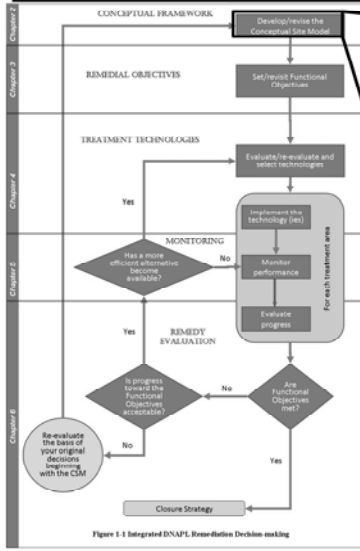 Chapter 2
CONCEPTUAL FRAMEWORK
Develop/revise the
Conceptual Site Model
Chapter 3
REMEDIAL OBJECTIVES
Set/revisit Functional
Objectives
Chapter 4
TREATMENT TECHNOLOGIES
Evaluate/re-evaluate and
select technologies
Yes
Implement the
technology (ies)
For each treatment area
Chapter 5
MONITORING
Has a more
efficient alternative
become
available?
No
Monitor
performance
Evaluate
progress
Chapter 6
Yes
REMEDY
EVALUATION
Is progress
toward the
Functional
Objectives
acceptable?
No
Are
Functional
Objectives
met?
No
Re-evaluate
the basis of
your original
decisions
beginning
with the CSM
Yes
Closure Strategy
Figure 1-1 Integrated DNAPL Remediation Decision-making